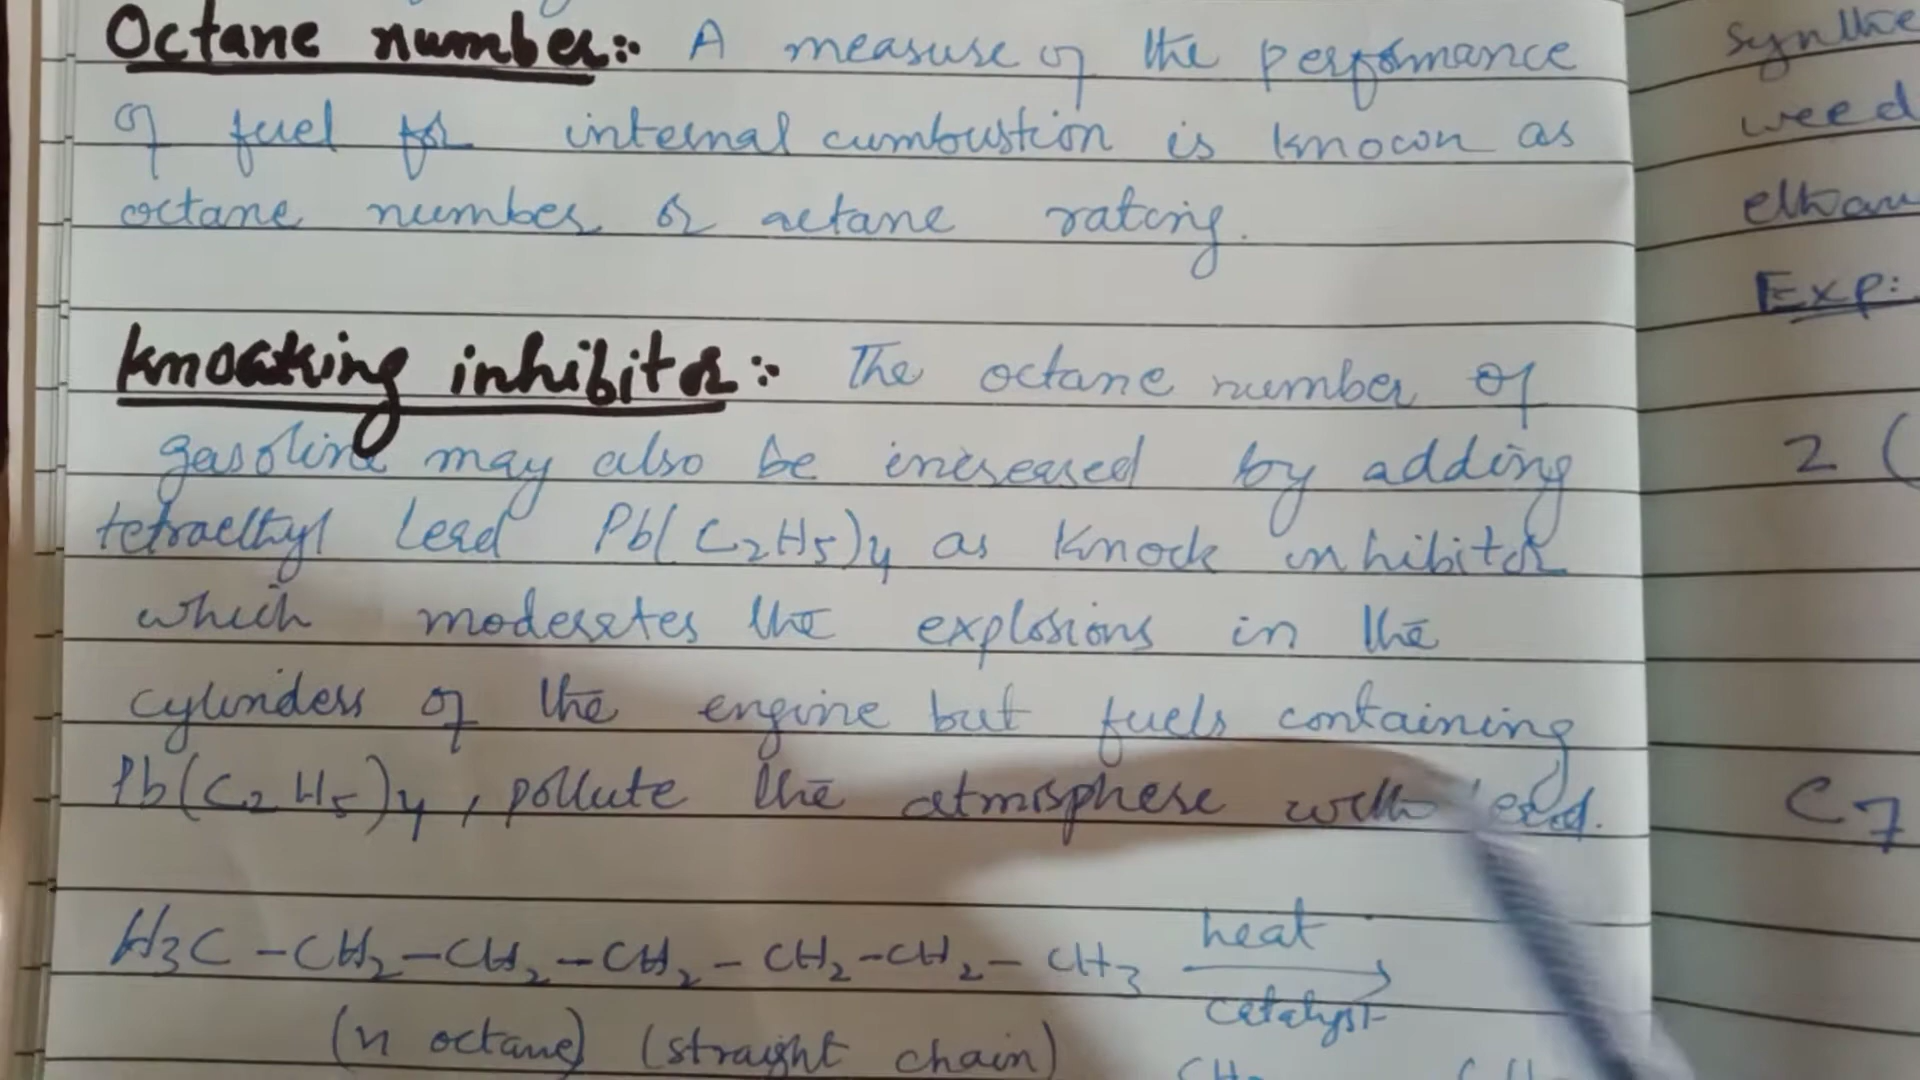 Octane number:- A measure of the performance
of fuel for internal cumbustion is known as
octane number or actane rating.
Knocking inhibitor:- The octane number of
gasoline may also be increased by adding
tetraethyl lead Pb(C2H5)4 as knock inhibitor
which moderates the explosions in the
cylinders of the engine but fuels containing
Pb(C2H5)4, pollute the atmisphere with lead.
H3C-CH2-CH2-CH2-CH2-CH2-CH3 heat
catalyst
(n octane) (straight chain)
weed
Exp:
2 (
C7